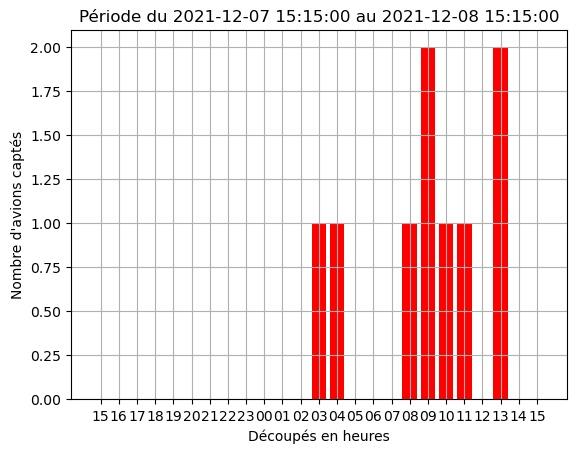 Période du 2021-12-07 15:15:00 au 2021-12-08 15:15:00
Nombre d'avions captés
2.00
1.75
1.50
1.25
1.00
0.75
0.50
0.25
0.00
15 16 17 18 19 20 21 22 23 00 01 02 03 04 05 06 07 08 09 10 11 12 13 14 15
Découpés en heures